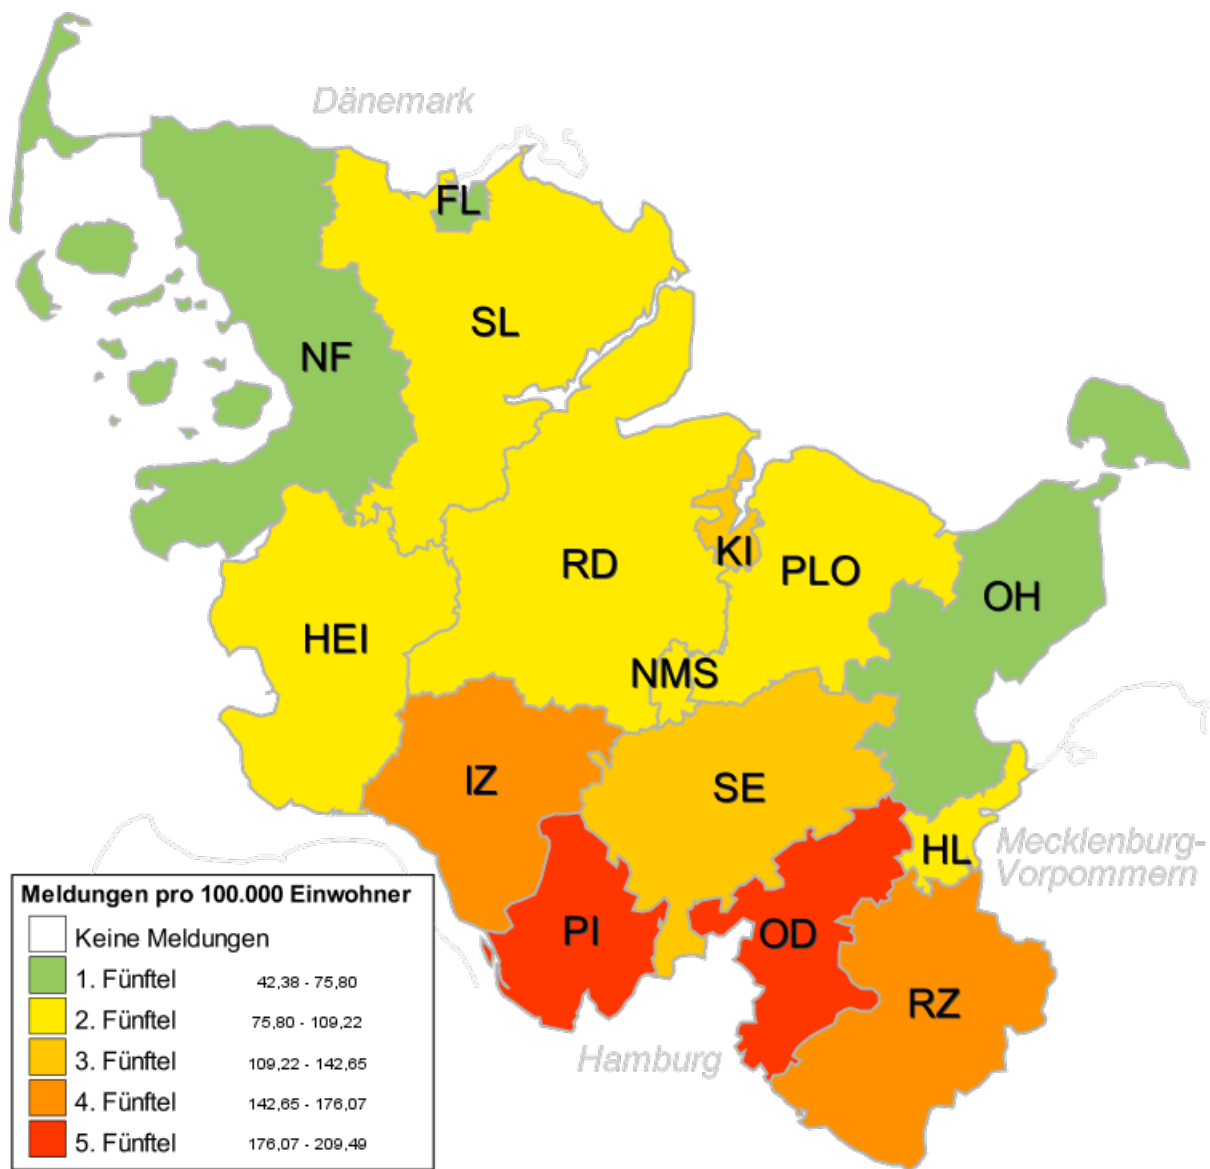 Dänemark
FL
SL
NF
RD
KI
PLO
OH
HEI
NMS
IZ
SE
HL
Mecklenburg-
Vorpommern
PI
OD
RZ
Hamburg
Meldungen pro 100.000 Einwohner
Keine Meldungen
1. Fünftel 42,38 - 75,80
2. Fünftel 75,80 - 109,22
3. Fünftel 109,22 - 142,65
4. Fünftel 142,65 - 176,07
5. Fünftel 176,07 - 209,49